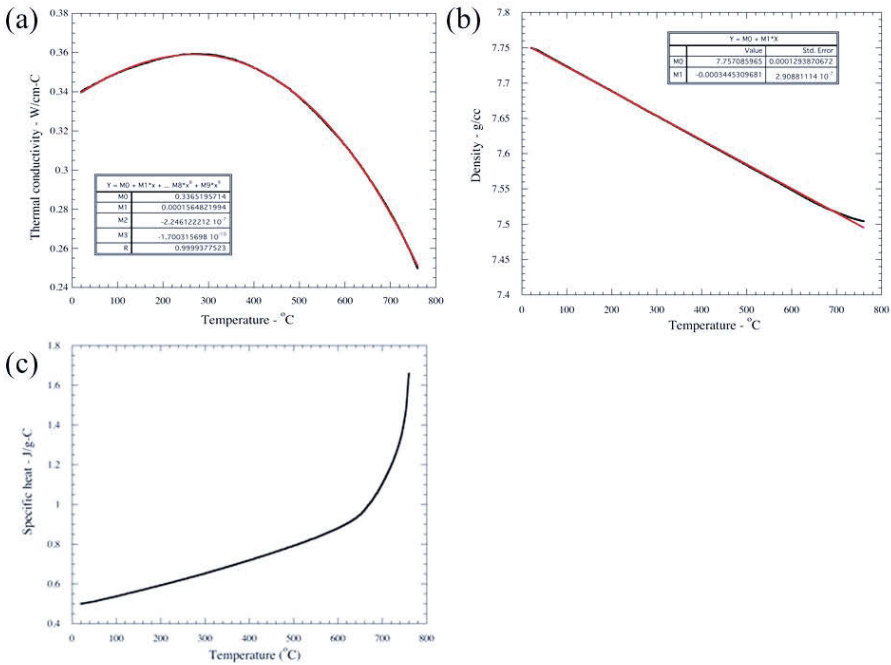 (a)
0.38
0.36
0.34
0.32
0.3
0.28
0.26
0.24
Thermal conductivity - W/cm-C
Y = M0 + M1*x + ... M8*x⁸ + M9*x⁹
M0 0.3365195714
M1 0.0001564821994
M2 -2.246122212 10⁻⁷
M3 -1.700315698 10⁻¹⁰
R 0.9999377523
0 100 200 300 400 500 600 700 800
Temperature - °C
(b)
7.8
7.75
7.7
7.65
7.6
7.55
7.5
7.45
7.4
Density - g/cc
Y = M0 + M1*X
Value Std. Error
M0 7.757085965 0.0001293870672
M1 -0.0003445309681 2.90881114 10⁻⁷
0 100 200 300 400 500 600 700 800
Temperature - °C
(c)
1.8
1.6
1.4
1.2
1
0.8
0.6
0.4
Specific heat - J/g-C
0 100 200 300 400 500 600 700 800
Temperature (°C)